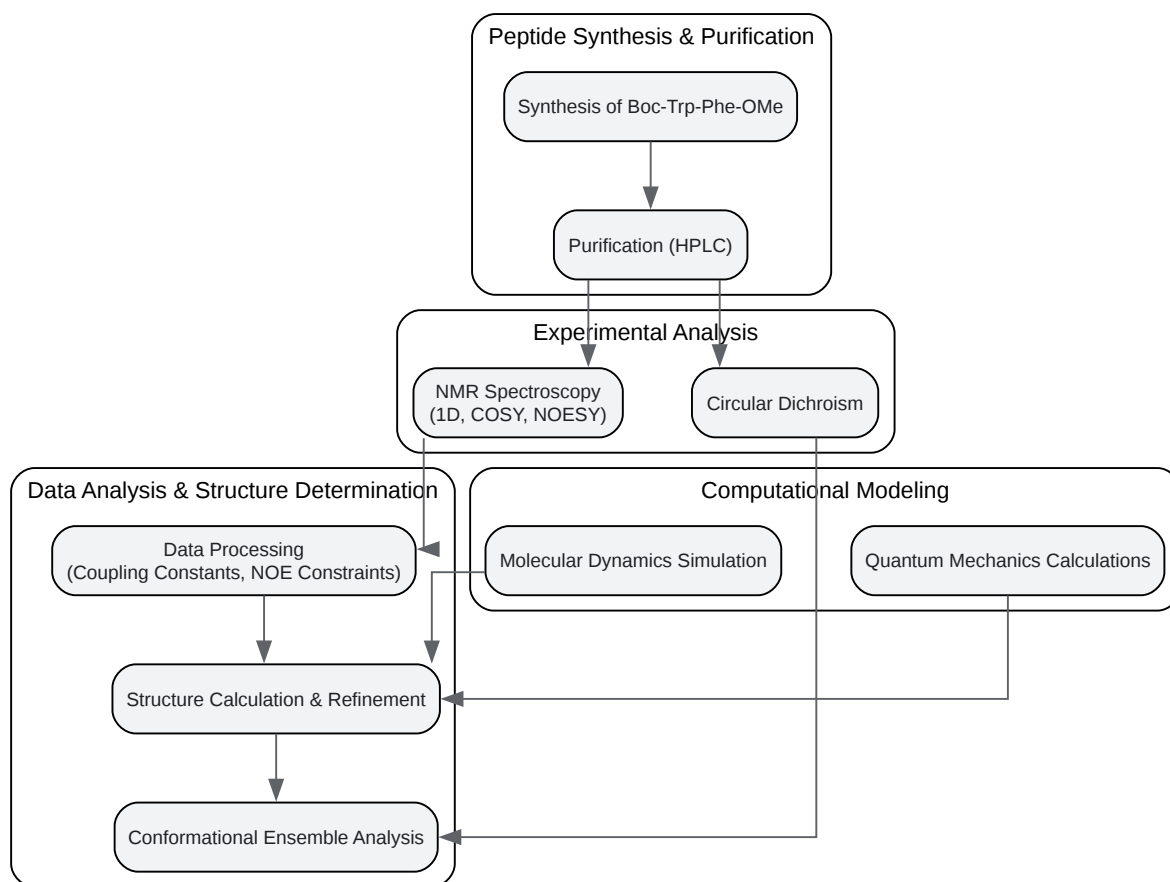 Peptide Synthesis & Purification
Synthesis of Boc-Trp-Phe-OMe
Purification (HPLC)
Experimental Analysis
NMR Spectroscopy
(1D, COSY, NOESY)
Circular Dichroism
Data Analysis & Structure Determination
Computational Modeling
Data Processing
(Coupling Constants, NOE Constraints)
Molecular Dynamics Simulation
Quantum Mechanics Calculations
Structure Calculation & Refinement
Conformational Ensemble Analysis